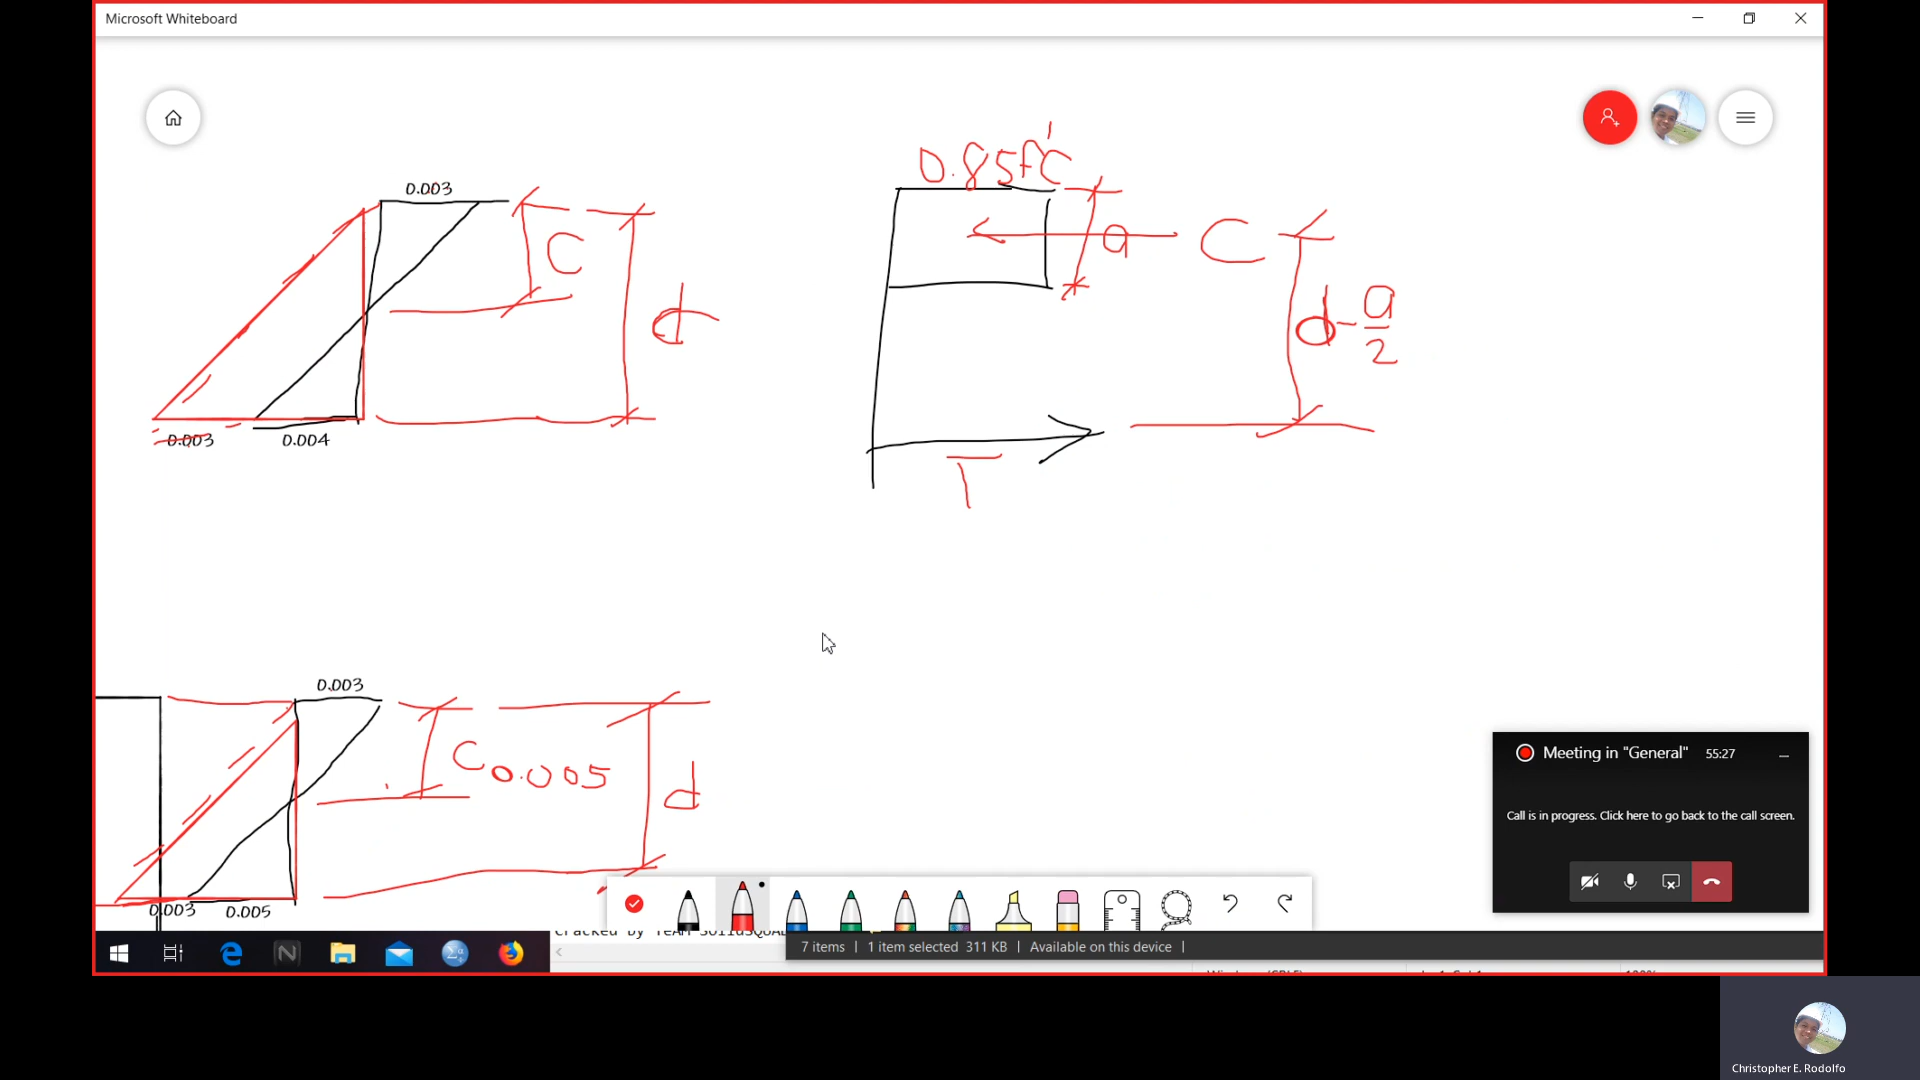 Microsoft Whiteboard
0.003
C
d
0.003
0.004
0.85fc'
a
C
d-a/2
T
0.003
C0.005
d
0.003
0.005
Meeting in "General" 55:27
Call is in progress. Click here to go back to the call screen.
7 items | 1 item selected 311 KB | Available on this device |
Christopher E. Rodolfo